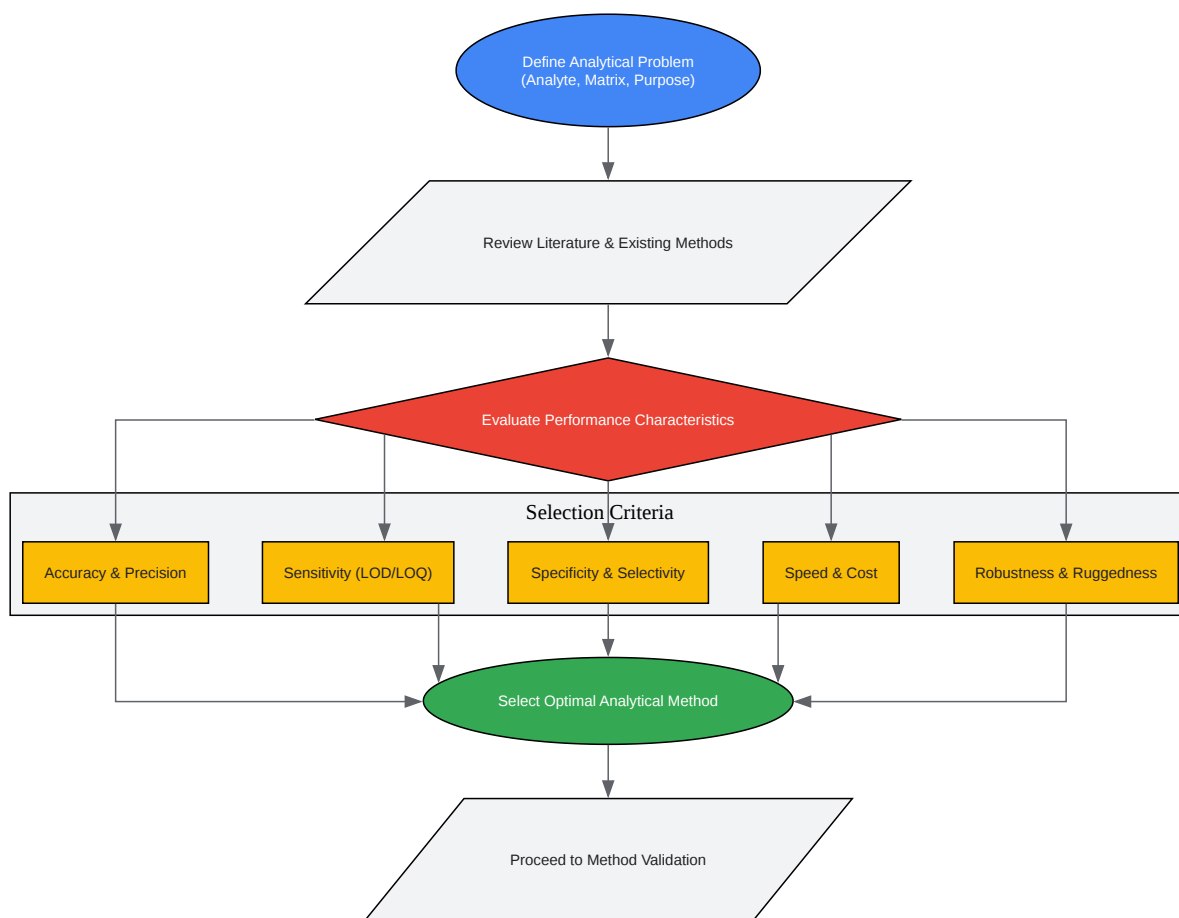 Define Analytical Problem
(Analyte, Matrix, Purpose)
Review Literature & Existing Methods
Evaluate Performance Characteristics
Selection Criteria
Accuracy & Precision
Sensitivity (LOD/LOQ)
Specificity & Selectivity
Speed & Cost
Robustness & Ruggedness
Select Optimal Analytical Method
Proceed to Method Validation